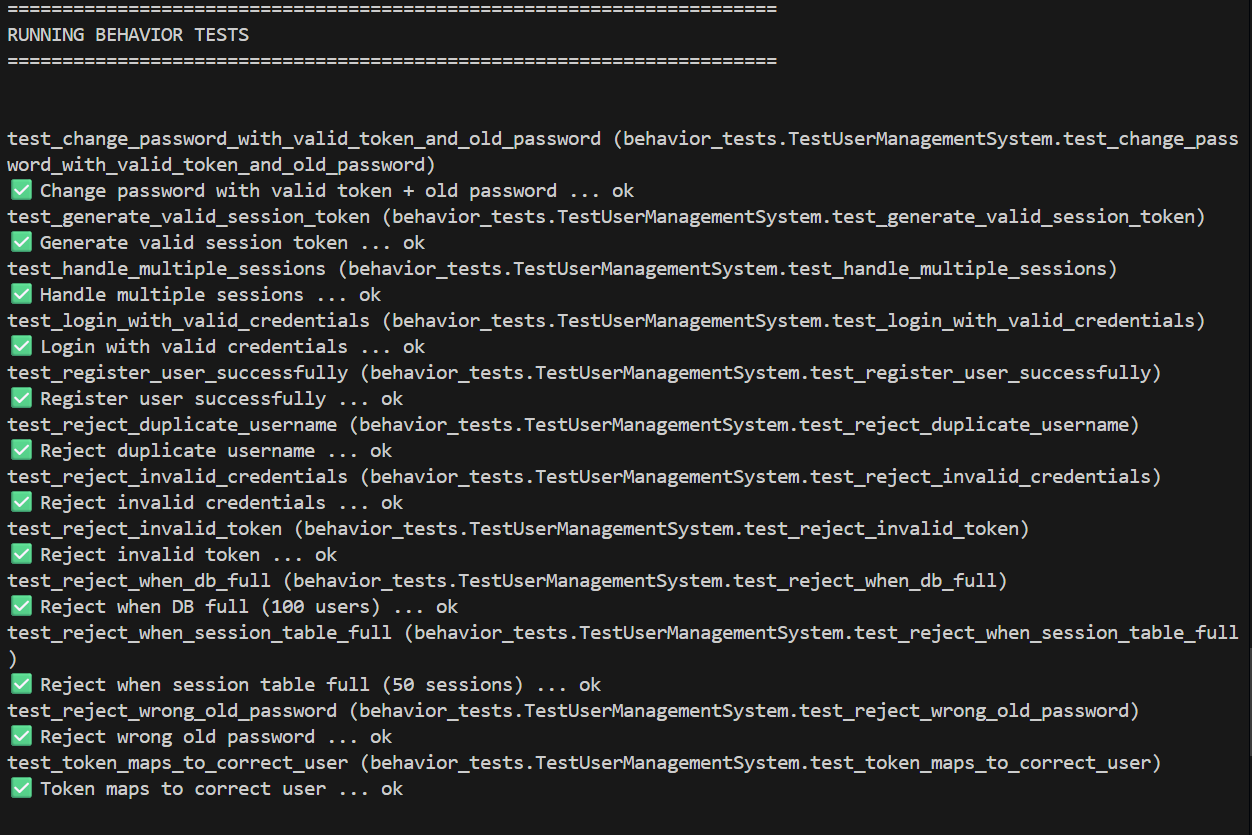 ======================================================================
RUNNING BEHAVIOR TESTS
======================================================================
test_change_password_with_valid_token_and_old_password (behavior_tests.TestUserManagementSystem.test_change_pass
word_with_valid_token_and_old_password)
✅ Change password with valid token + old password ... ok
test_generate_valid_session_token (behavior_tests.TestUserManagementSystem.test_generate_valid_session_token)
✅ Generate valid session token ... ok
test_handle_multiple_sessions (behavior_tests.TestUserManagementSystem.test_handle_multiple_sessions)
✅ Handle multiple sessions ... ok
test_login_with_valid_credentials (behavior_tests.TestUserManagementSystem.test_login_with_valid_credentials)
✅ Login with valid credentials ... ok
test_register_user_successfully (behavior_tests.TestUserManagementSystem.test_register_user_successfully)
✅ Register user successfully ... ok
test_reject_duplicate_username (behavior_tests.TestUserManagementSystem.test_reject_duplicate_username)
✅ Reject duplicate username ... ok
test_reject_invalid_credentials (behavior_tests.TestUserManagementSystem.test_reject_invalid_credentials)
✅ Reject invalid credentials ... ok
test_reject_invalid_token (behavior_tests.TestUserManagementSystem.test_reject_invalid_token)
✅ Reject invalid token ... ok
test_reject_when_db_full (behavior_tests.TestUserManagementSystem.test_reject_when_db_full)
✅ Reject when DB full (100 users) ... ok
test_reject_when_session_table_full (behavior_tests.TestUserManagementSystem.test_reject_when_session_table_full
)
✅ Reject when session table full (50 sessions) ... ok
test_reject_wrong_old_password (behavior_tests.TestUserManagementSystem.test_reject_wrong_old_password)
✅ Reject wrong old password ... ok
test_token_maps_to_correct_user (behavior_tests.TestUserManagementSystem.test_token_maps_to_correct_user)
✅ Token maps to correct user ... ok